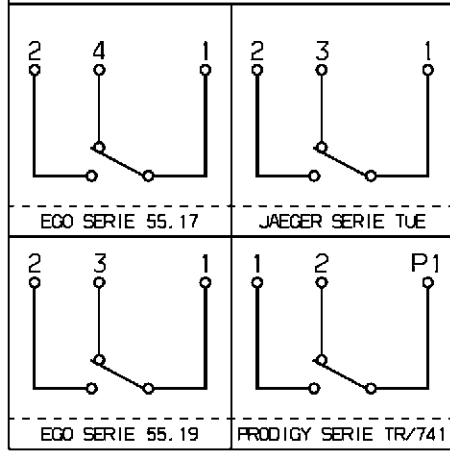 2 4 1
2 3 1
EGO SERIE 55.17
JAEGER SERIE TUE
2 3 1
1 2 P1
EGO SERIE 55.19
PRODIGY SERIE TR/741